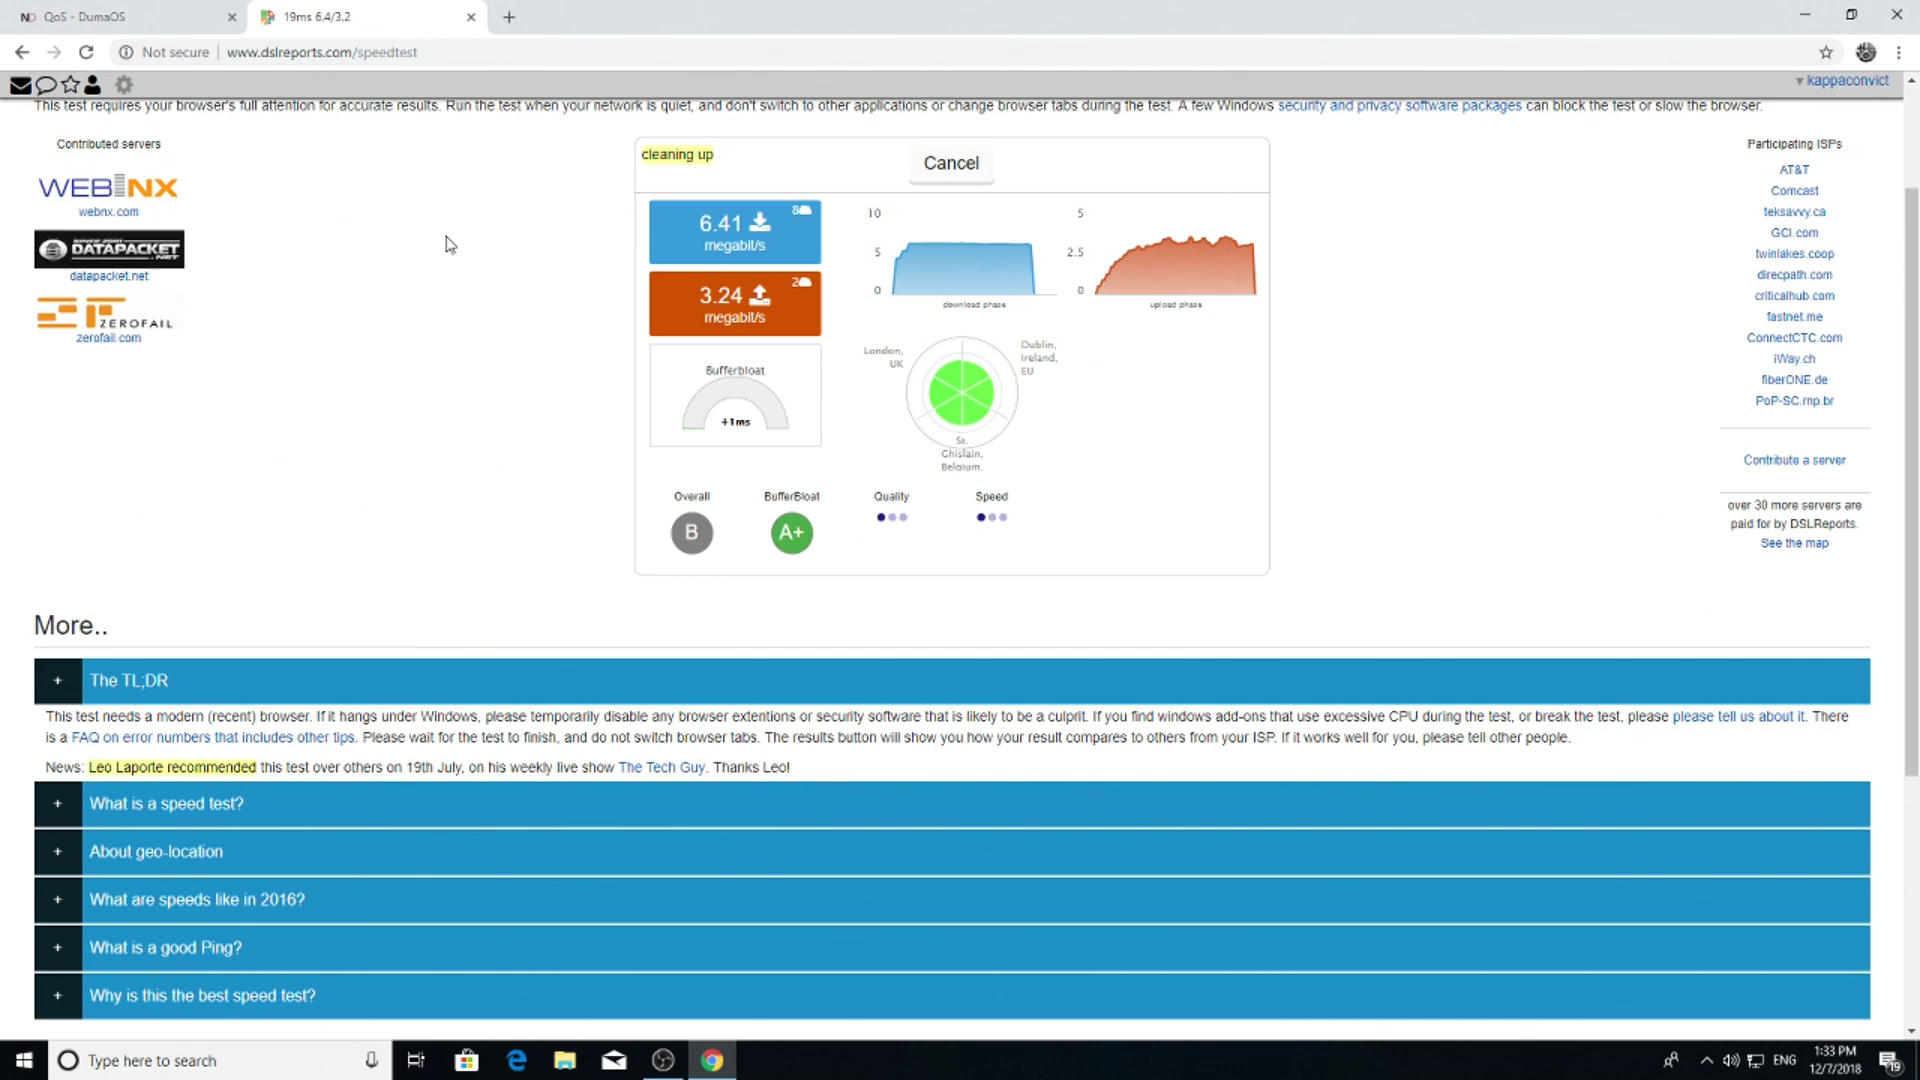 QoS - DumaOS
19ms 6.4/3.2
Not secure
www.dslreports.com/speedtest
kappaconvict
This test requires your browser's full attention for accurate results. Run the test when your network is quiet, and don't switch to other applications or change browser tabs during the test. A few Windows security and privacy software packages can block the test or slow the browser.
Contributed servers
WEBNX
webnx.com
DATAPACKET
datapacket.net
ZEROFAIL
zerofail.com
cleaning up
Cancel
6.41
8
megabit/s
3.24
2
megabit/s
Bufferbloat
+1ms
10
5
0
download phase
5
2.5
0
upload phase
London,
UK
Dublin,
Ireland,
EU
St.
Ghislain,
Belgium.
Overall
BufferBloat
Quality
Speed
B
A+
Participating ISPs
AT&T
Comcast
teksavvy.ca
GCI.com
twinlakes.coop
direcpath.com
criticalhub.com
fastnet.me
ConnectCTC.com
iWay.ch
fiberONE.de
PoP-SC.rnp.br
Contribute a server
over 30 more servers are
paid for by DSLReports.
See the map
More..
+ The TL;DR
This test needs a modern (recent) browser. If it hangs under Windows, please temporarily disable any browser extentions or security software that is likely to be a culprit. If you find windows add-ons that use excessive CPU during the test, or break the test, please please tell us about it. There
is a FAQ on error numbers that includes other tips. Please wait for the test to finish, and do not switch browser tabs. The results button will show you how your result compares to others from your ISP. If it works well for you, please tell other people.
News: Leo Laporte recommended this test over others on 19th July, on his weekly live show The Tech Guy. Thanks Leo!
+ What is a speed test?
+ About geo-location
+ What are speeds like in 2016?
+ What is a good Ping?
+ Why is this the best speed test?
Type here to search
ENG
1:33 PM
12/7/2018
19